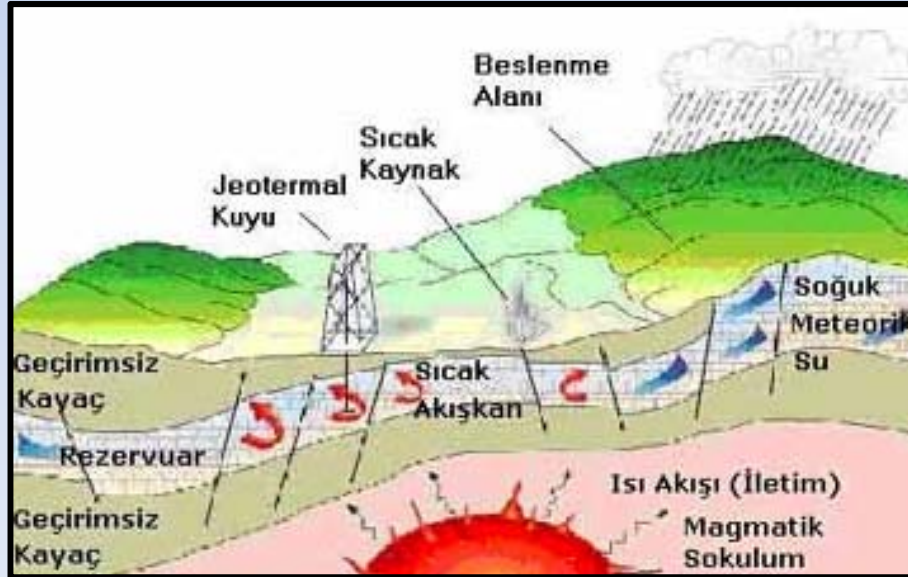 Beslenme
Alanı
Sıcak
Kaynak
Jeotermal
Kuyu
Soğuk
Meteorik
Su
Geçirimsiz
Kayaç
Sıcak
Akışkan
Rezervuar
Isı Akışı (İletim)
Geçirimsiz
Kayaç
Magmatik
Sokulum